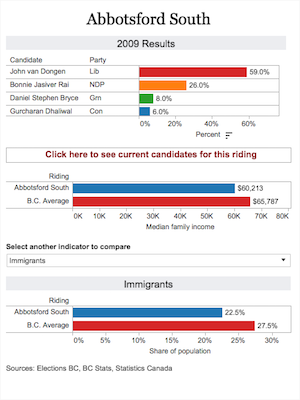 Abbotsford South
2009 Results
Candidate Party
John van Dongen Lib 59.0%
Bonnie Jasiver Rai NDP 26.0%
Daniel Stephen Bryce Grn 8.0%
Gurcharan Dhaliwal Con 6.0%
0% 20% 40% 60%
Percent
Click here to see current candidates for this riding
Riding
Abbotsford South $60,213
B.C. Average $65,787
0K 10K 20K 30K 40K 50K 60K 70K 80K
Median family income
Select another indicator to compare
Immigrants
Immigrants
Riding
Abbotsford South 22.5%
B.C. Average 27.5%
0% 5% 10% 15% 20% 25% 30%
Share of population
Sources: Elections BC, BC Stats, Statistics Canada